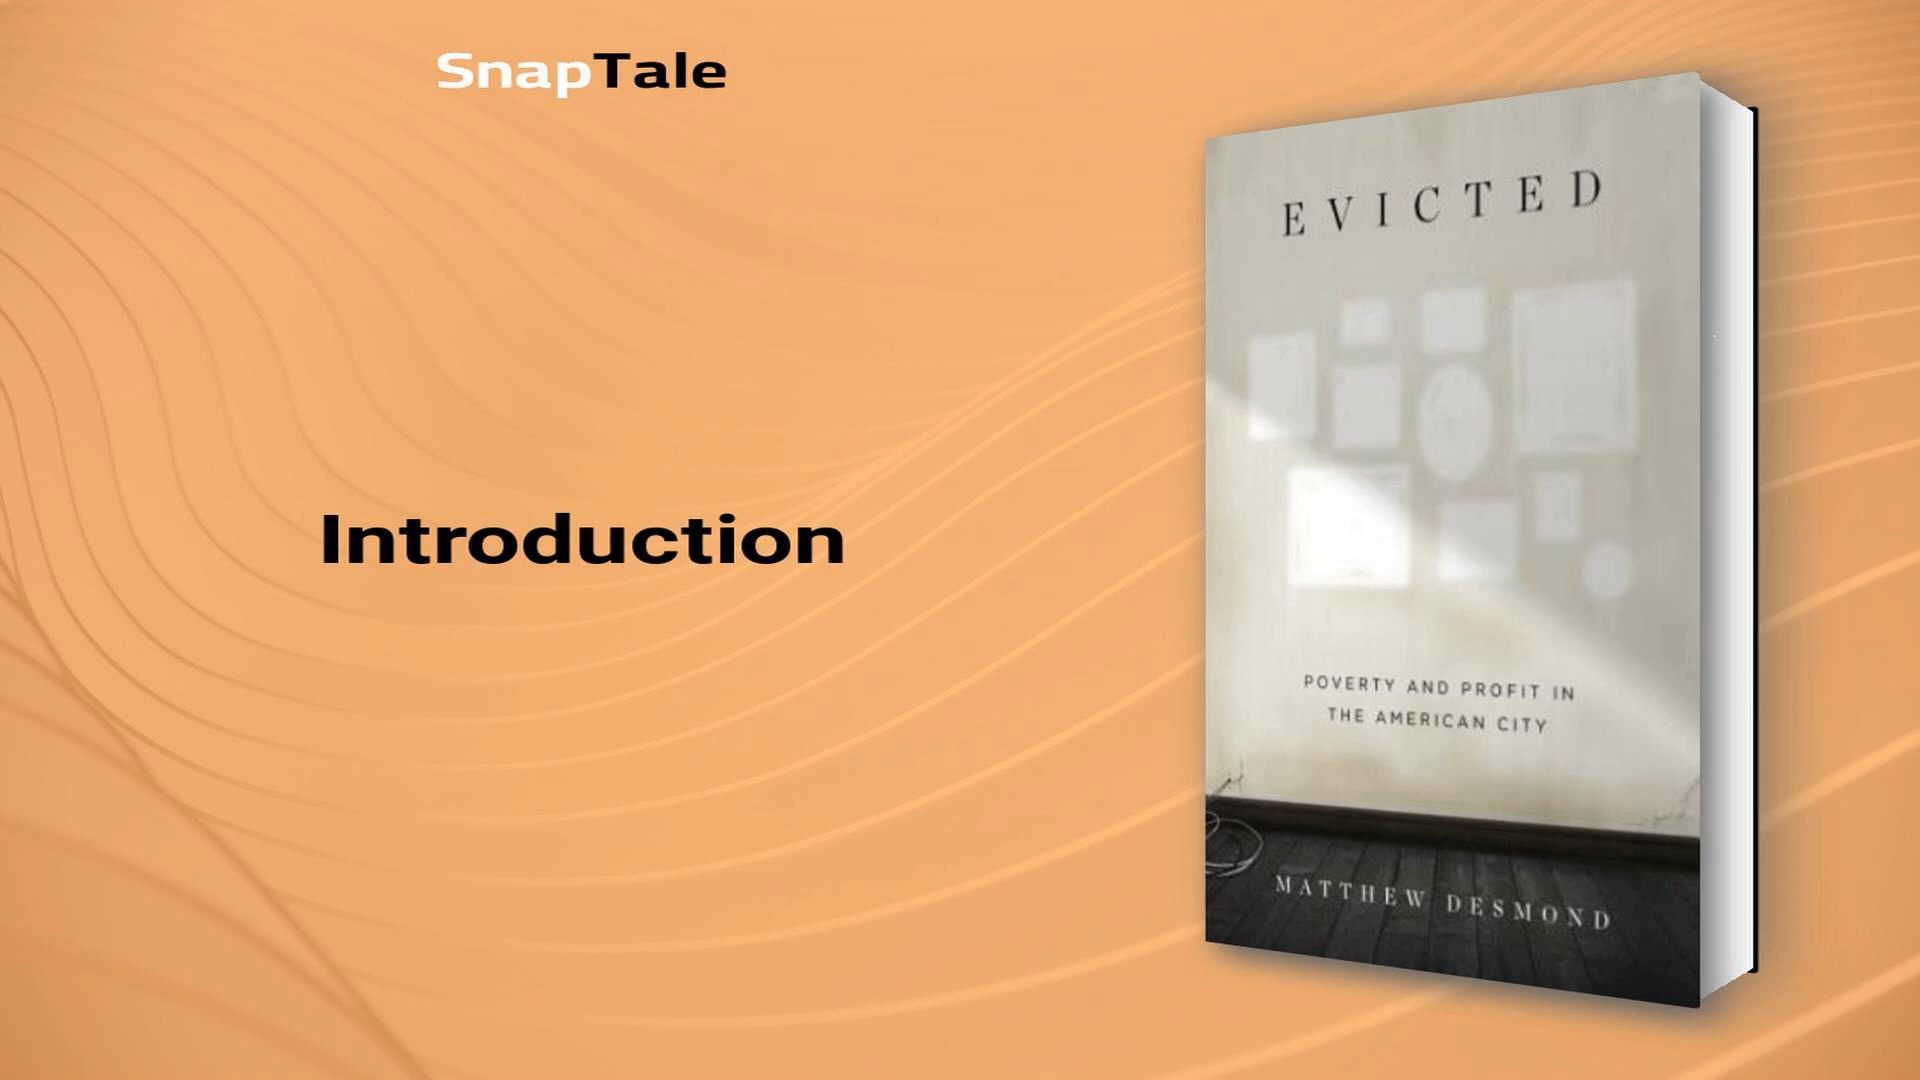 SnapTale
Introduction
EVICTED
POVERTY AND PROFIT IN
THE AMERICAN CITY
MATTHEW DESMOND